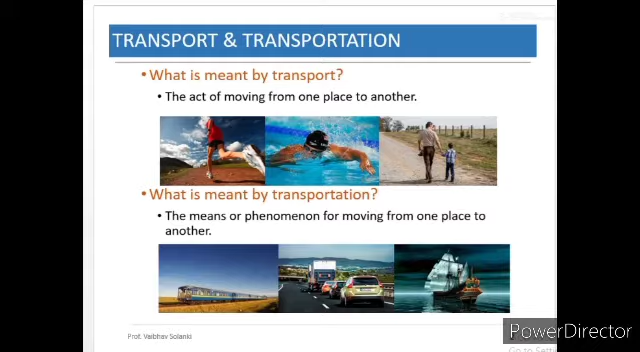 TRANSPORT & TRANSPORTATION
•What is meant by transport?
• The act of moving from one place to another.
•What is meant by transportation?
• The means or phenomenon for moving from one place to
another.
Prof. Vaibhav Solanki
PowerDirector